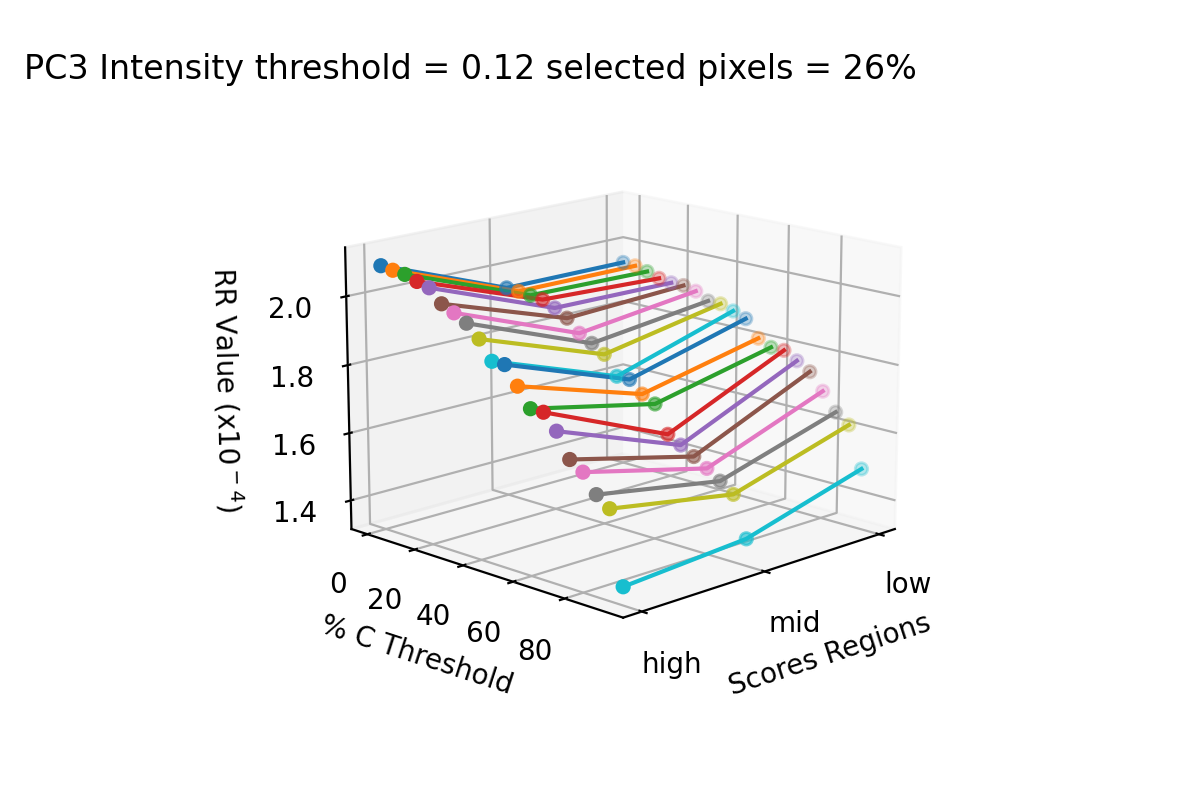 PC3 Intensity threshold = 0.12 selected pixels = 26%
RR Value (x10⁻⁴)
2.0
1.8
1.6
1.4
0
20
40
60
80
% C Threshold
high
mid
low
Scores Regions